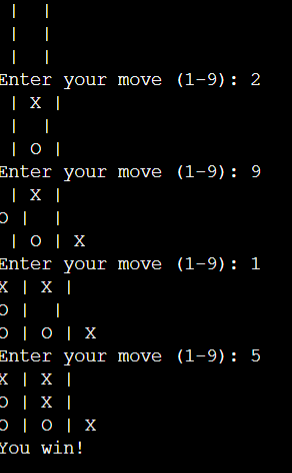 |   |
|   |
|   |
Enter your move (1-9): 2
 | X |
 |   |
 | O |
Enter your move (1-9): 9
 | X |
O |   |
 | O | X
Enter your move (1-9): 1
X | X |
O |   |
O | O | X
Enter your move (1-9): 5
X | X |
O | X |
O | O | X
You win!